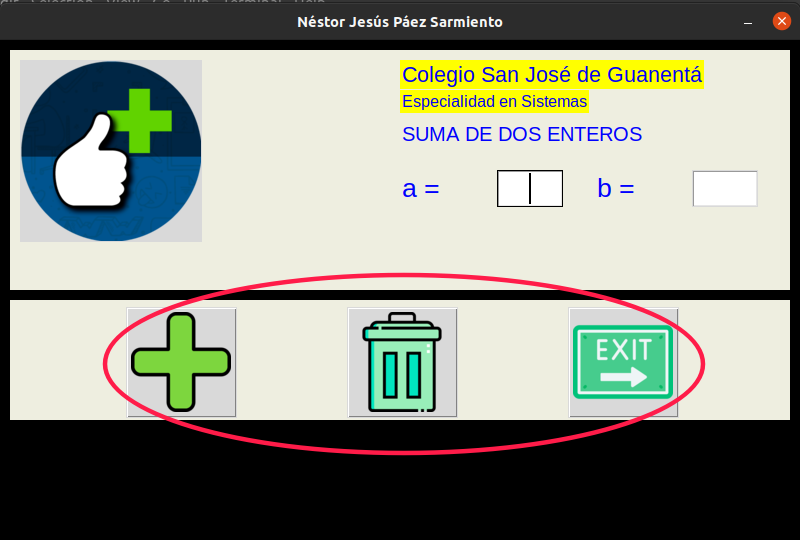 Néstor Jesús Páez Sarmiento
Colegio San José de Guanentá
Especialidad en Sistemas
SUMA DE DOS ENTEROS
a = b =
EXIT